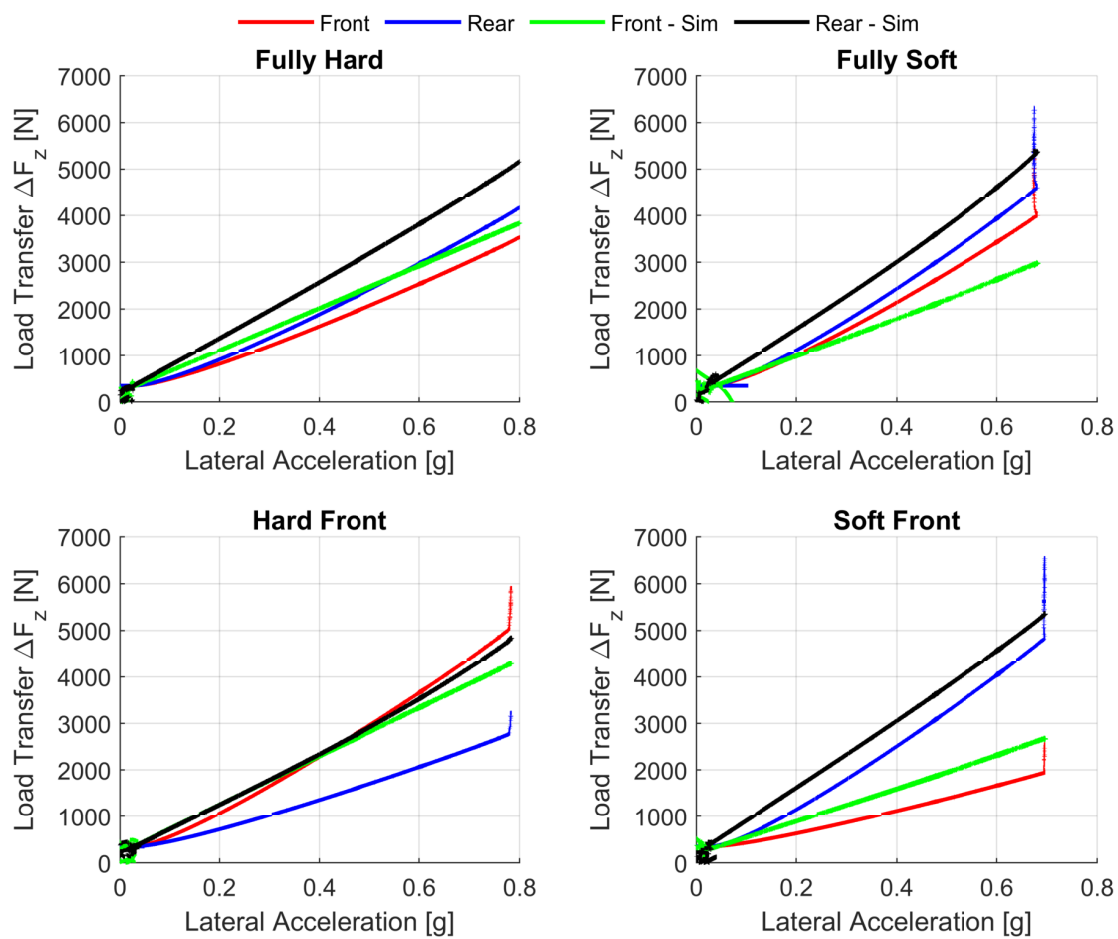 Front Rear Front - Sim Rear - Sim
Fully Hard
Load Transfer ΔF_z [N]
7000
6000
5000
4000
3000
2000
1000
0
0 0.2 0.4 0.6 0.8
Lateral Acceleration [g]
Fully Soft
Load Transfer ΔF_z [N]
7000
6000
5000
4000
3000
2000
1000
0
0 0.2 0.4 0.6 0.8
Lateral Acceleration [g]
Hard Front
Load Transfer ΔF_z [N]
7000
6000
5000
4000
3000
2000
1000
0
0 0.2 0.4 0.6 0.8
Lateral Acceleration [g]
Soft Front
Load Transfer ΔF_z [N]
7000
6000
5000
4000
3000
2000
1000
0
0 0.2 0.4 0.6 0.8
Lateral Acceleration [g]